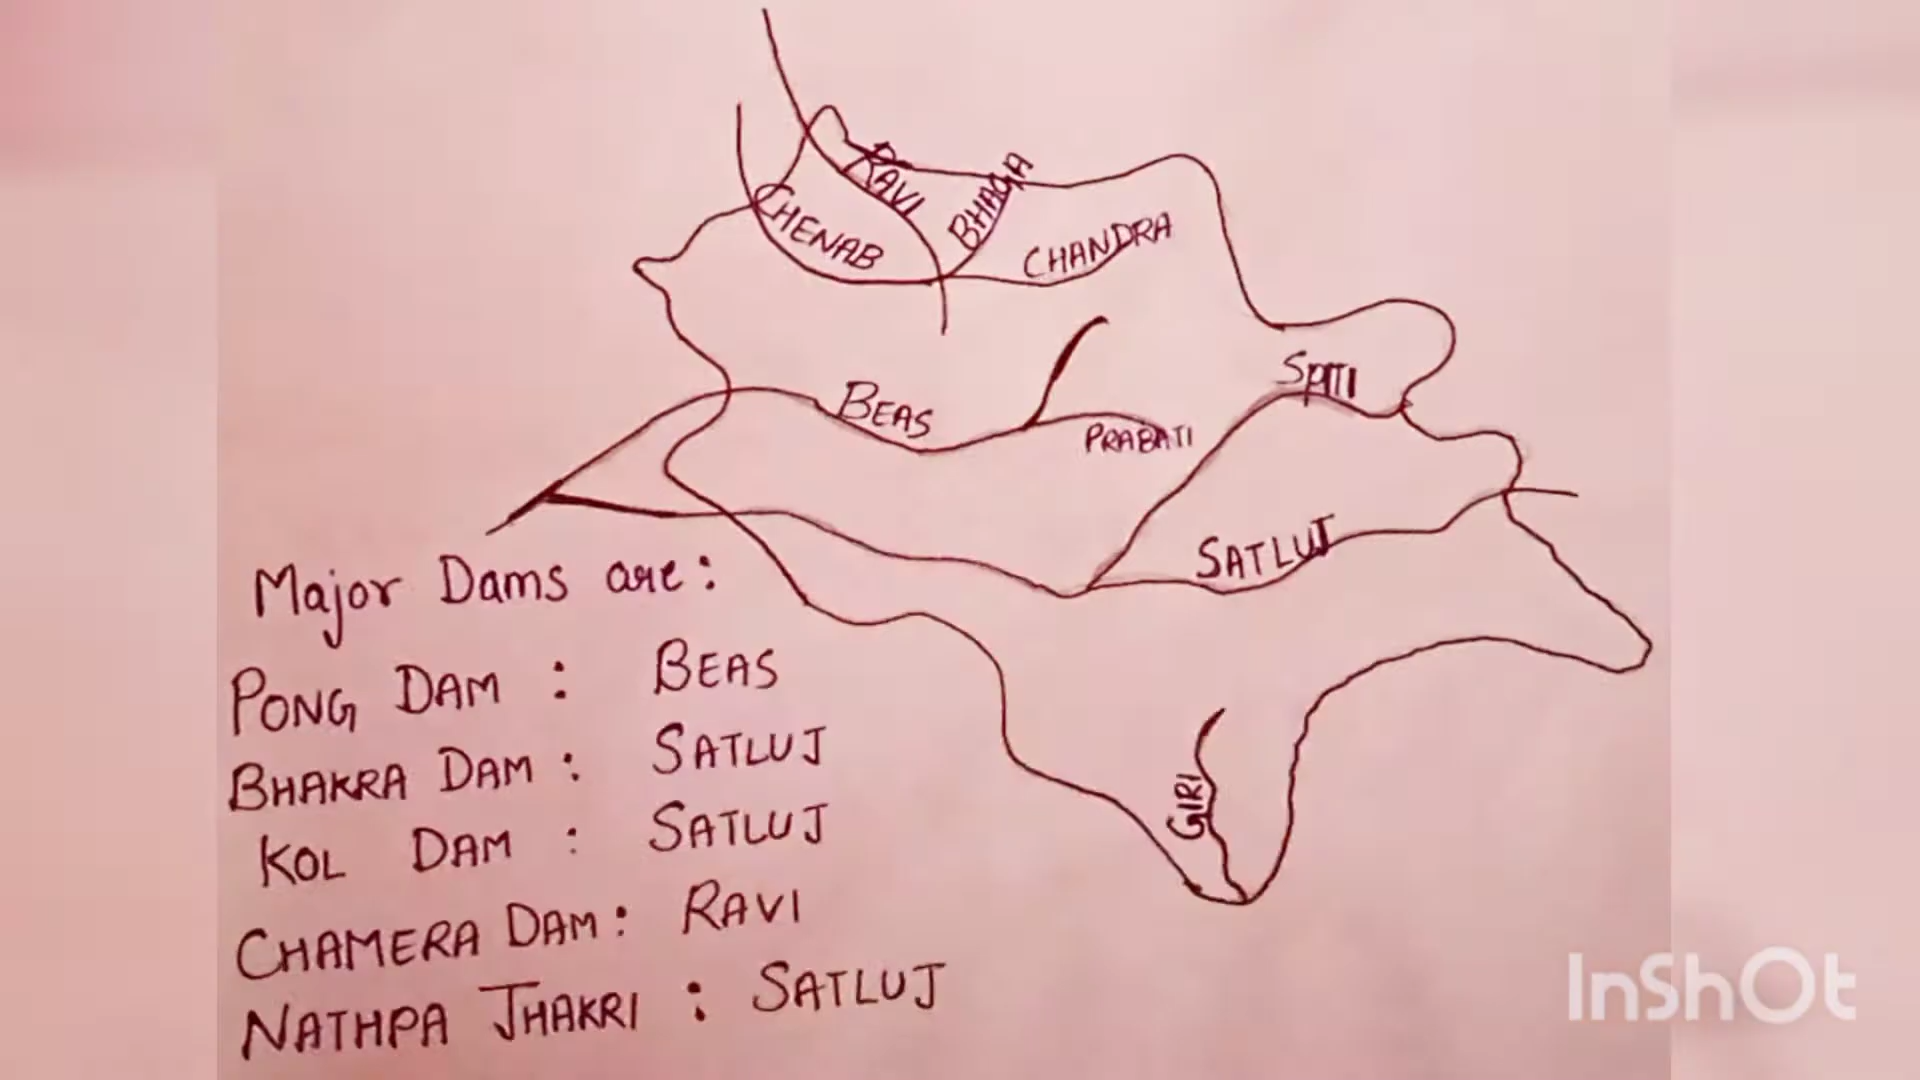 RAVI
BHAGA
CHENAB
CHANDRA
SPITI
BEAS
PRABATI
SATLUJ
GIRI
Major Dams are:
PONG DAM : BEAS
BHAKRA DAM : SATLUJ
KOL DAM : SATLUJ
CHAMERA DAM : RAVI
NATHPA JHAKRI : SATLUJ
InShOt